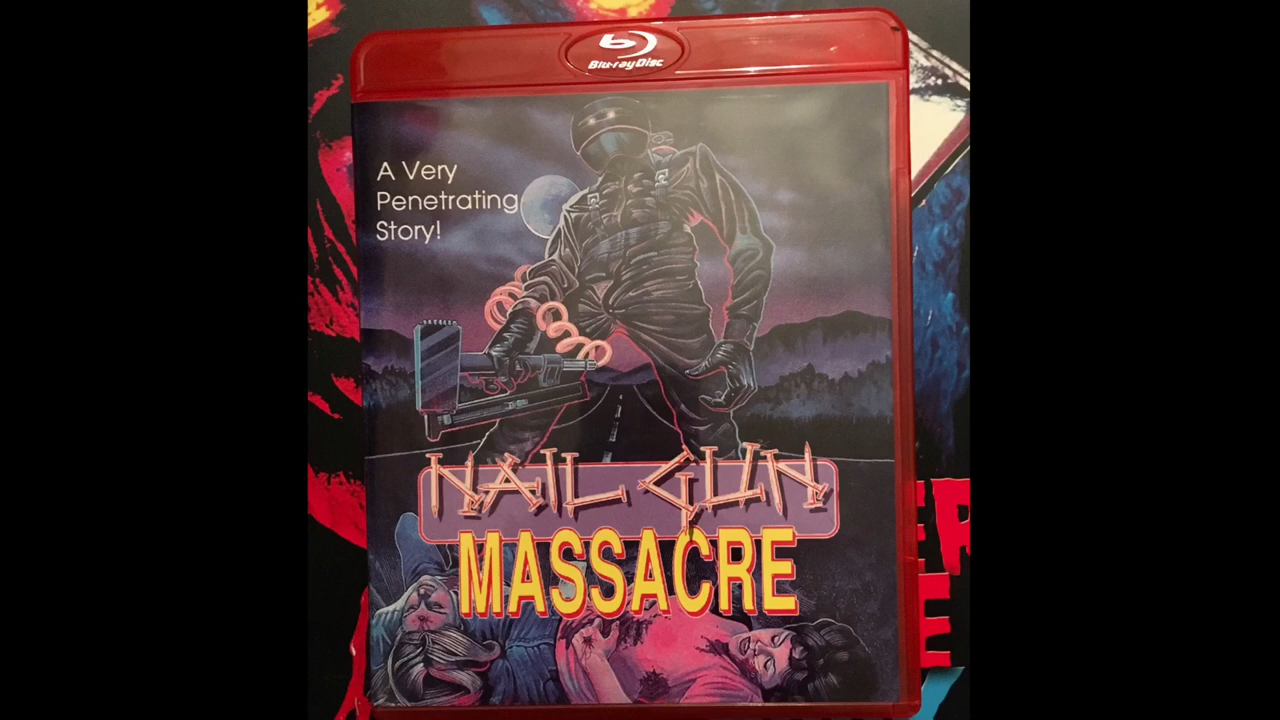 Blu-ray Disc
A Very
Penetrating
Story!
NAIL GUN
MASSACRE